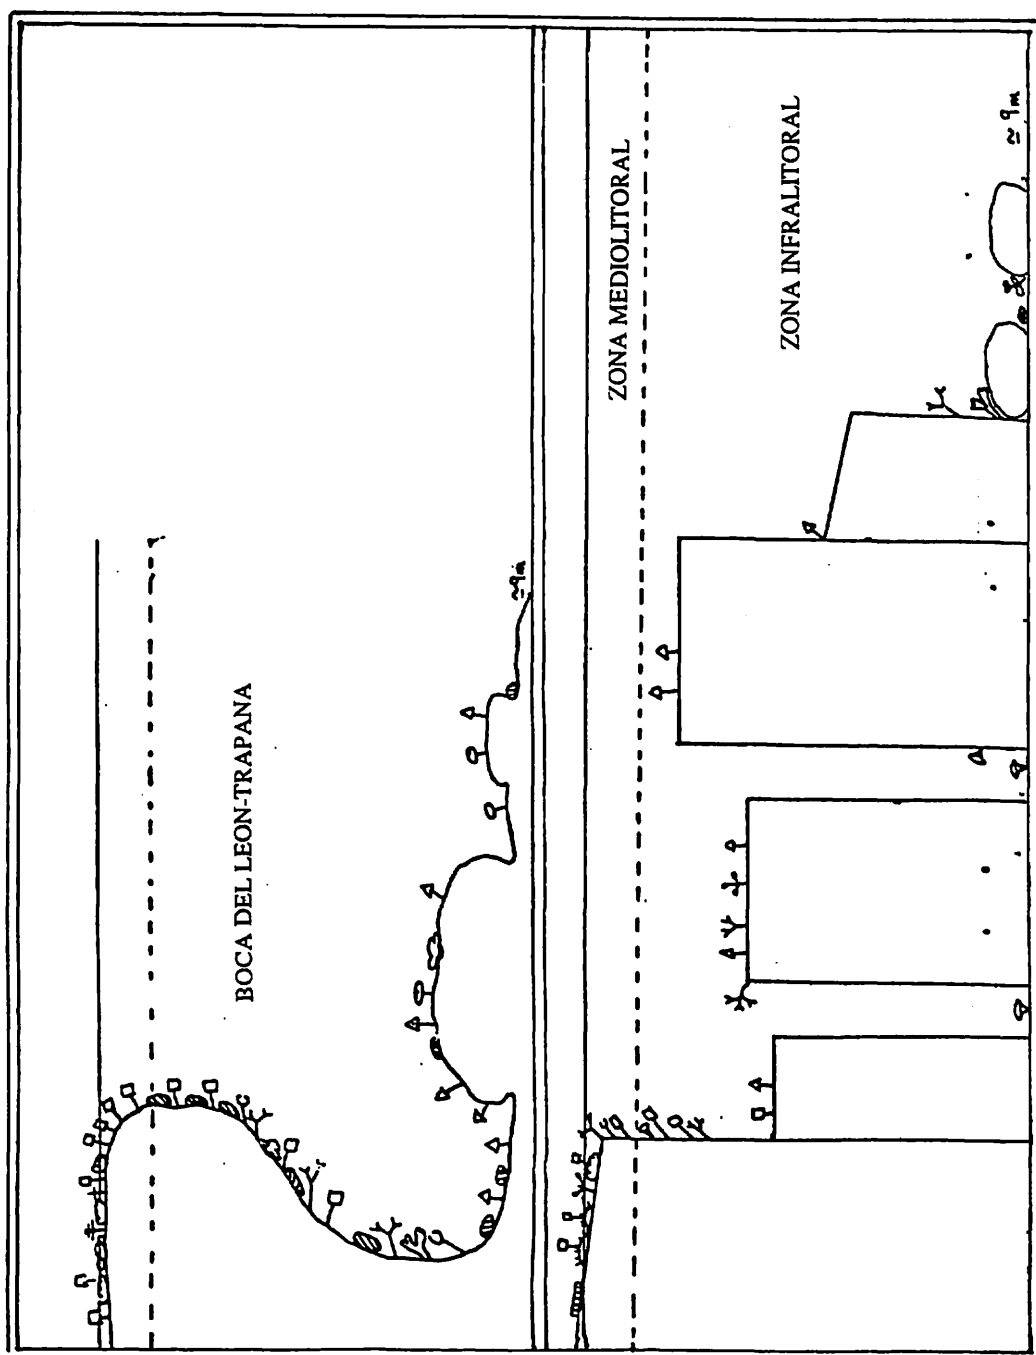 BOCA DEL LEON-TRAPANA
≃9m
ZONA MEDIOLITORAL
ZONA INFRALITORAL
≃ 9m